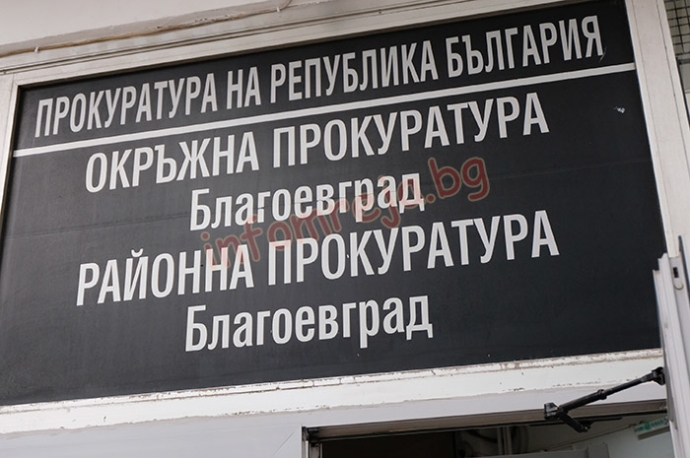 ПРОКУРАТУРА НА РЕПУБЛИКА БЪЛГАРИЯ
ОКРЪЖНА ПРОКУРАТУРА
Благоевград
infomreja.bg
РАЙОННА ПРОКУРАТУРА
Благоевград